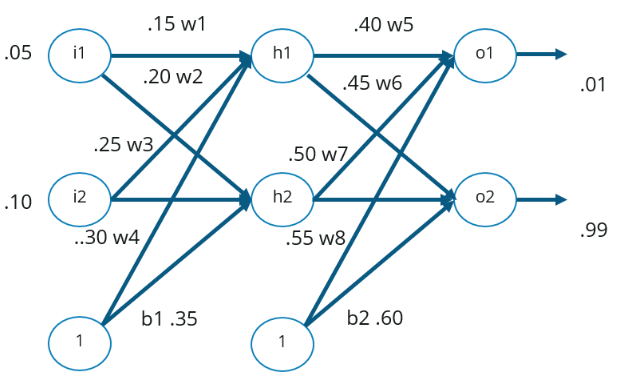 .15 w1
.40 w5
.05
i1
h1
o1
.20 w2
.45 w6
.01
.25 w3
.50 w7
.10
i2
h2
o2
..30 w4
.55 w8
.99
b1 .35
b2 .60
1
1